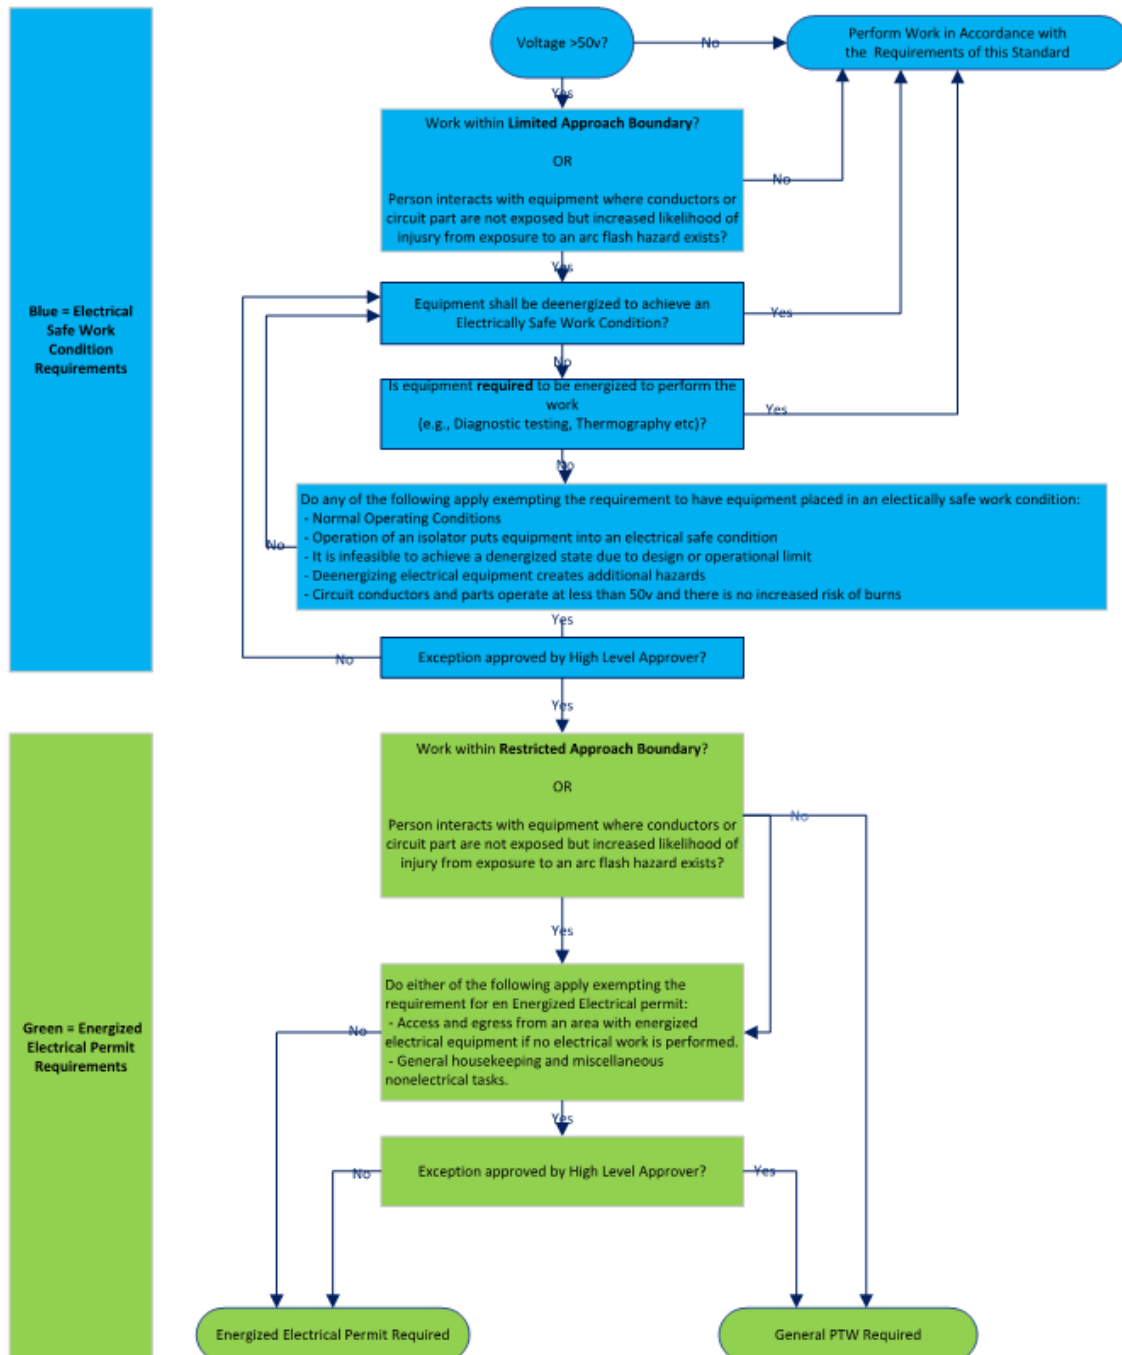 Voltage >50v?
No
Perform Work in Accordance with
the Requirements of this Standard
Yes
Work within Limited Approach Boundary?
OR
Person interacts with equipment where conductors or
circuit part are not exposed but increased likelihood of
injusry from exposure to an arc flash hazard exists?
No
Yes
Equipment shall be deenergized to achieve an
Electrically Safe Work Condition?
Yes
No
Is equipment required to be energized to perform the
work
(e.g., Diagnostic testing, Thermography etc)?
Yes
No
Blue = Electrical
Safe Work
Condition
Requirements
Do any of the following apply exempting the requirement to have equipment placed in an electically safe work condition:
- Normal Operating Conditions
- Operation of an isolator puts equipment into an electrical safe condition
- It is infeasible to achieve a denergized state due to design or operational limit
- Deenergizing electrical equipment creates additional hazards
- Circuit conductors and parts operate at less than 50v and there is no increased risk of burns
No
Yes
Exception approved by High Level Approver?
No
Yes
Work within Restricted Approach Boundary?
OR
Person interacts with equipment where conductors or
circuit part are not exposed but increased likelihood of
injury from exposure to an arc flash hazard exists?
No
Yes
Green = Energized
Electrical Permit
Requirements
Do either of the following apply exempting the
requirement for en Energized Electrical permit:
- Access and egress from an area with energized
electrical equipment if no electrical work is performed.
- General housekeeping and miscellaneous
nonelectrical tasks.
No
Yes
Exception approved by High Level Approver?
No
Yes
Energized Electrical Permit Required
General PTW Required